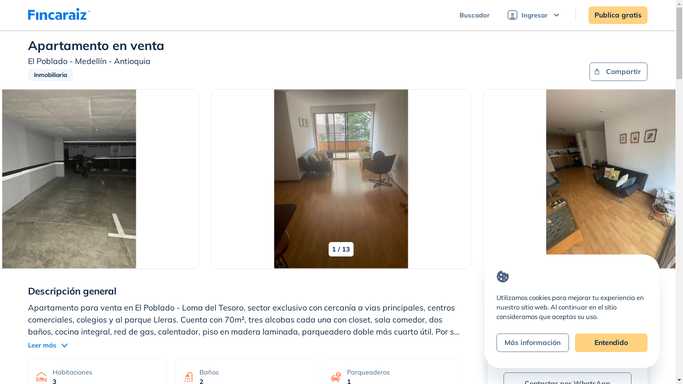 Fincaraíz
Buscador
Ingresar
Publica gratis
Apartamento en venta
El Poblado - Medellín - Antioquia
Inmobiliaria
Compartir
1 / 13
Descripción general
Apartamento para venta en El Poblado - Loma del Tesoro, sector exclusivo con cercanía a vias principales, centros
comerciales, colegios y al parque Lleras. Cuenta con 70m², tres alcobas cada una con closet, sala comedor, dos
baños, cocina integral, red de gas, calentador, piso en madera laminada, parqueadero doble más cuarto útil. Por s...
Leer más
Habitaciones
3
Baños
2
Parqueaderos
1
Utilizamos cookies para mejorar tu experiencia en
nuestro sitio web. Al continuar en el sitio
consideramos que aceptas su uso.
Más información
Entendido
Contactar por WhatsApp